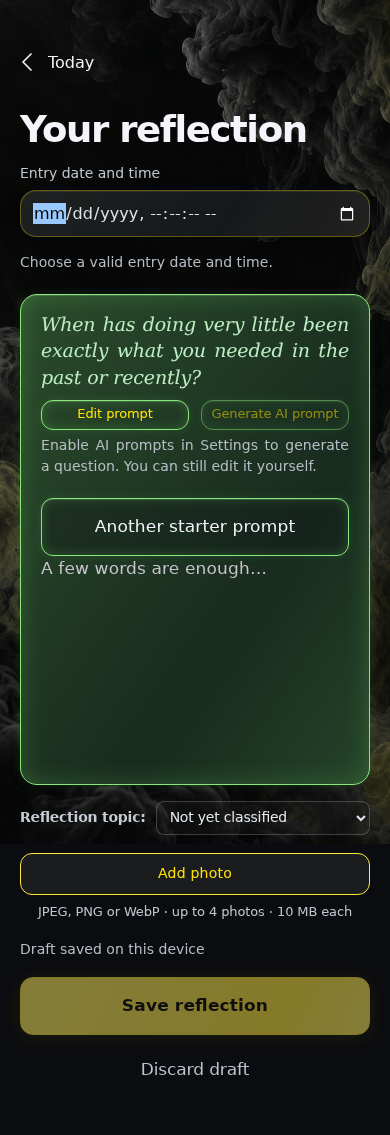 Today
Your reflection
Entry date and time
mm/dd/yyyy, --:--:-- --
Choose a valid entry date and time.
When has doing very little been
exactly what you needed in the
past or recently?
Edit prompt
Generate AI prompt
Enable AI prompts in Settings to generate
a question. You can still edit it yourself.
Another starter prompt
A few words are enough...
Reflection topic:
Not yet classified
Add photo
JPEG, PNG or WebP · up to 4 photos · 10 MB each
Draft saved on this device
Save reflection
Discard draft